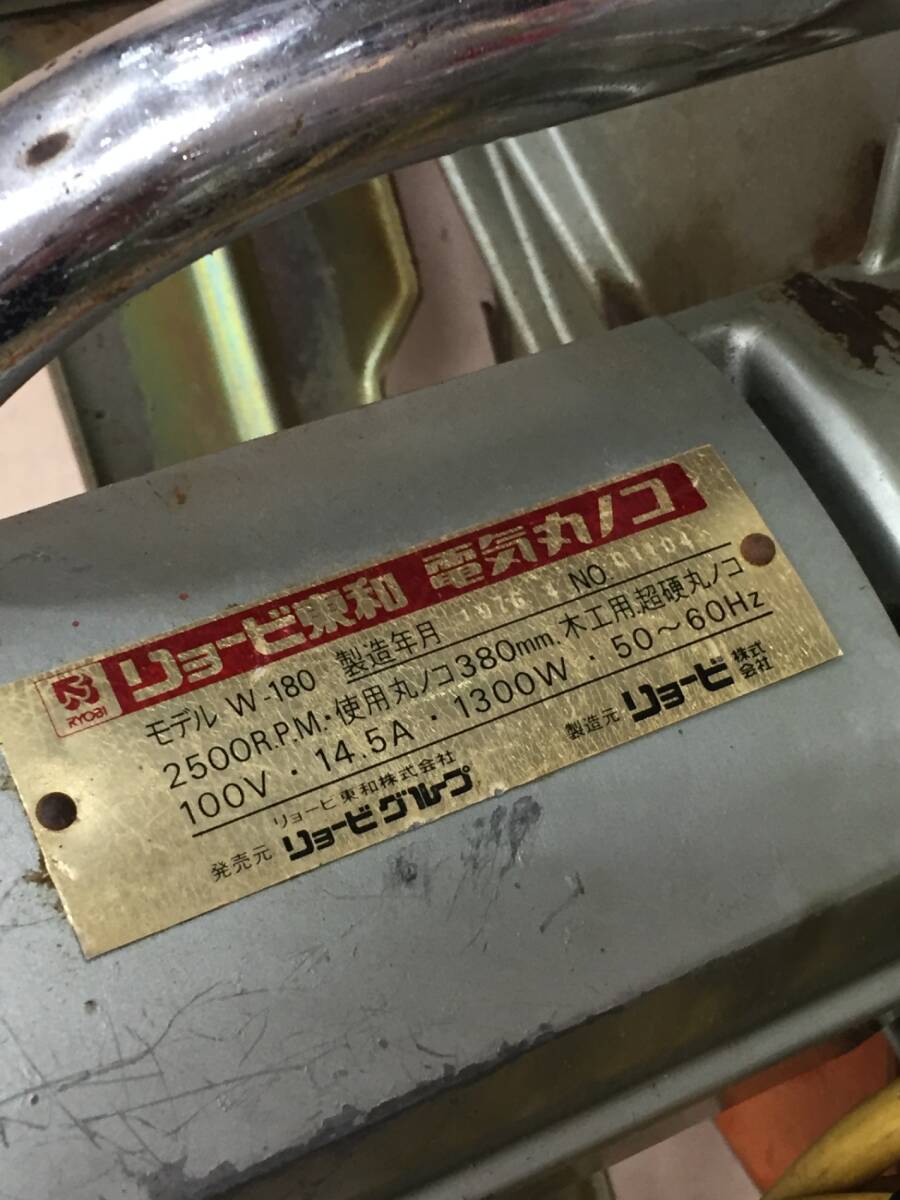 リョービ東和 電気丸ノコ
RYOBI
モデル W-180 製造年月 1976 NO.
2500R.P.M.・使用丸ノコ380mm.木工用,超硬丸ノコ
100V・14.5A・1300W・50～60Hz
リョービ東和株式会社
発売元 リョービグループ
製造元 リョービ 株式会社